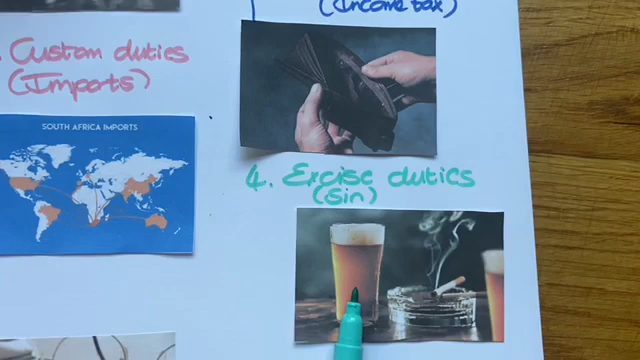 (Income tax)
. Custom duties
(Imports)
SOUTH AFRICA IMPORTS
4. Excise duties
(Sin)